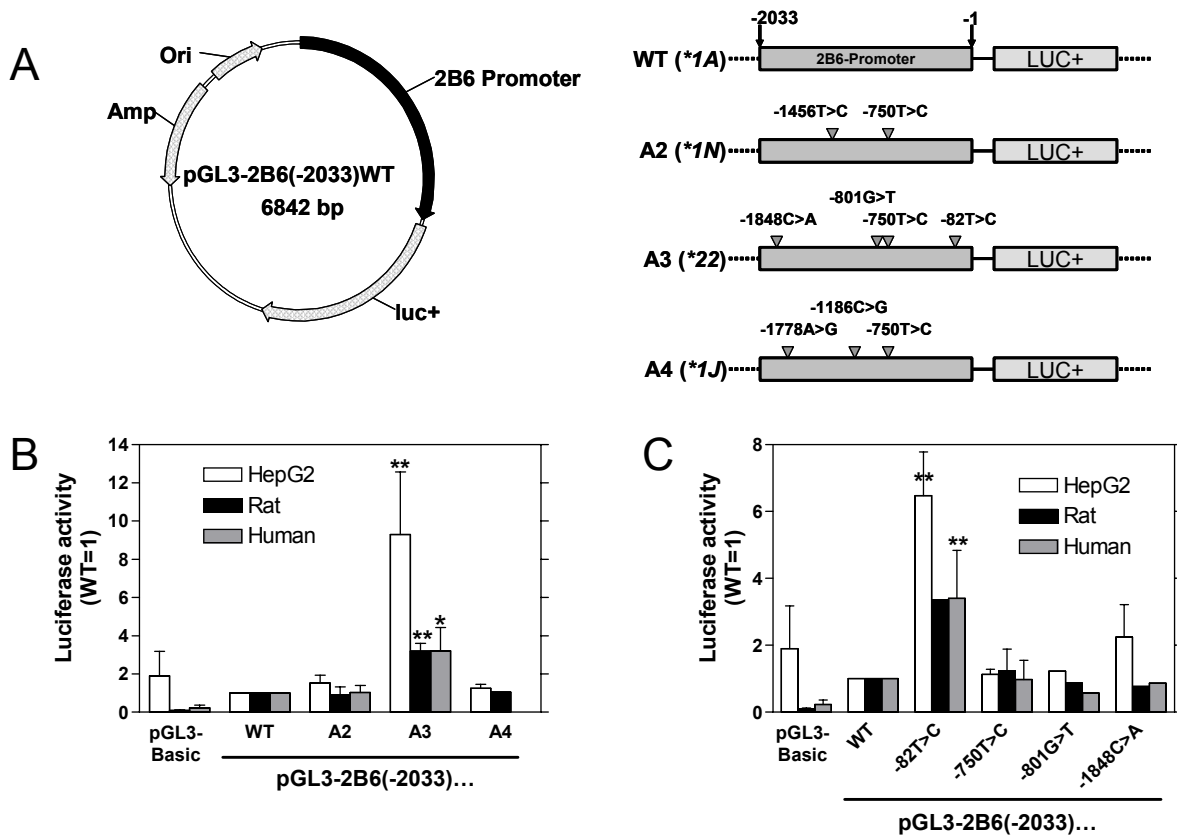 A
Ori
2B6 Promoter
Amp
pGL3-2B6(-2033)WT
6842 bp
luc+
-2033
-1
WT (*1A)
2B6-Promoter
LUC+
-1456T>C
-750T>C
A2 (*1N)
LUC+
-801G>T
-1848C>A
-750T>C
-82T>C
A3 (*22)
LUC+
-1186C>G
-1778A>G
-750T>C
A4 (*1J)
LUC+
B
Luciferase activity
(WT=1)
14
12
10
8
6
4
2
0
HepG2
Rat
Human
**
**
*
pGL3-
Basic
WT
A2
A3
A4
pGL3-2B6(-2033)…
C
Luciferase activity
(WT=1)
8
6
4
2
0
**
**
HepG2
Rat
Human
pGL3-
Basic
WT
-82T>C
-750T>C
-801G>T
-1848C>A
pGL3-2B6(-2033)…